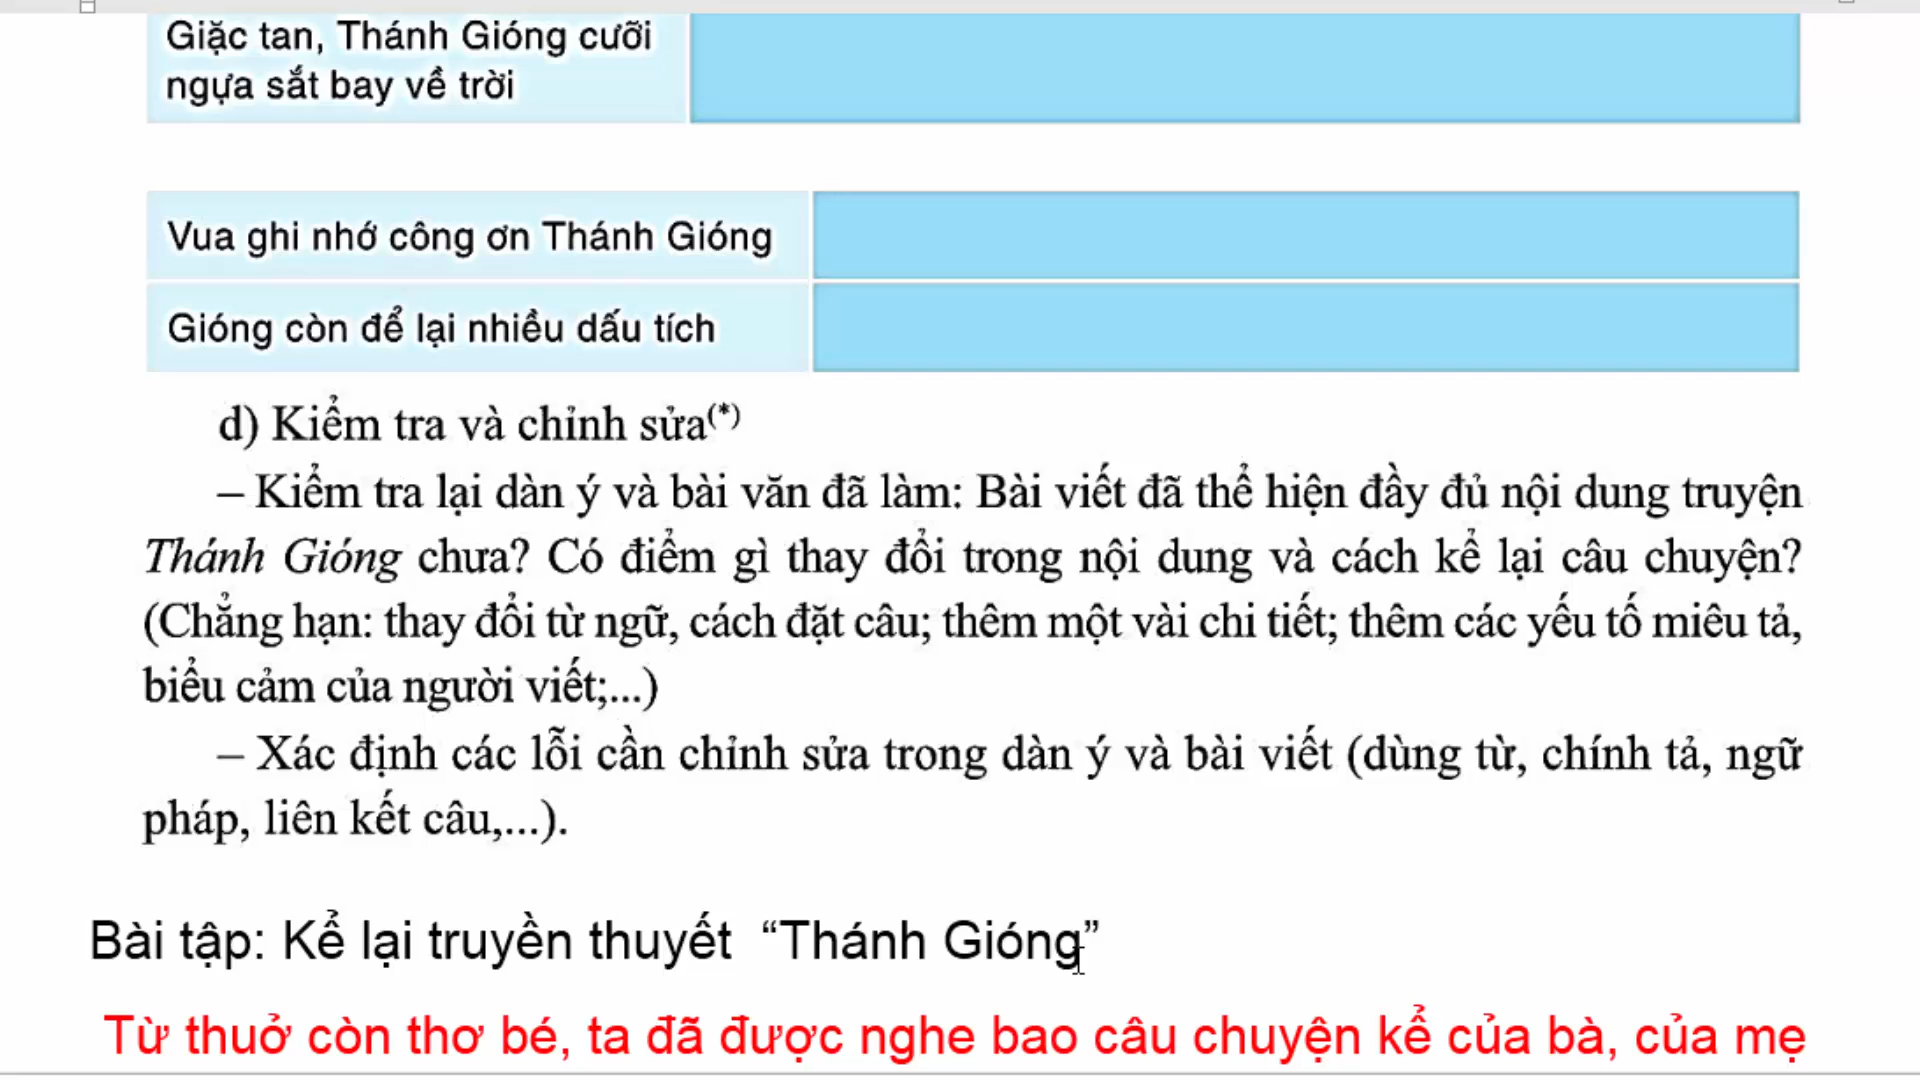 Giặc tan, Thánh Gióng cưỡi
ngựa sắt bay về trời
Vua ghi nhớ công ơn Thánh Gióng
Gióng còn để lại nhiều dấu tích
d) Kiểm tra và chỉnh sửa(*)
– Kiểm tra lại dàn ý và bài văn đã làm: Bài viết đã thể hiện đầy đủ nội dung truyện
Thánh Gióng chưa? Có điểm gì thay đổi trong nội dung và cách kể lại câu chuyện?
(Chẳng hạn: thay đổi từ ngữ, cách đặt câu; thêm một vài chi tiết; thêm các yếu tố miêu tả,
biểu cảm của người viết;...)
– Xác định các lỗi cần chỉnh sửa trong dàn ý và bài viết (dùng từ, chính tả, ngữ
pháp, liên kết câu,...).
Bài tập: Kể lại truyền thuyết “Thánh Gióng”
Từ thuở còn thơ bé, ta đã được nghe bao câu chuyện kể của bà, của mẹ